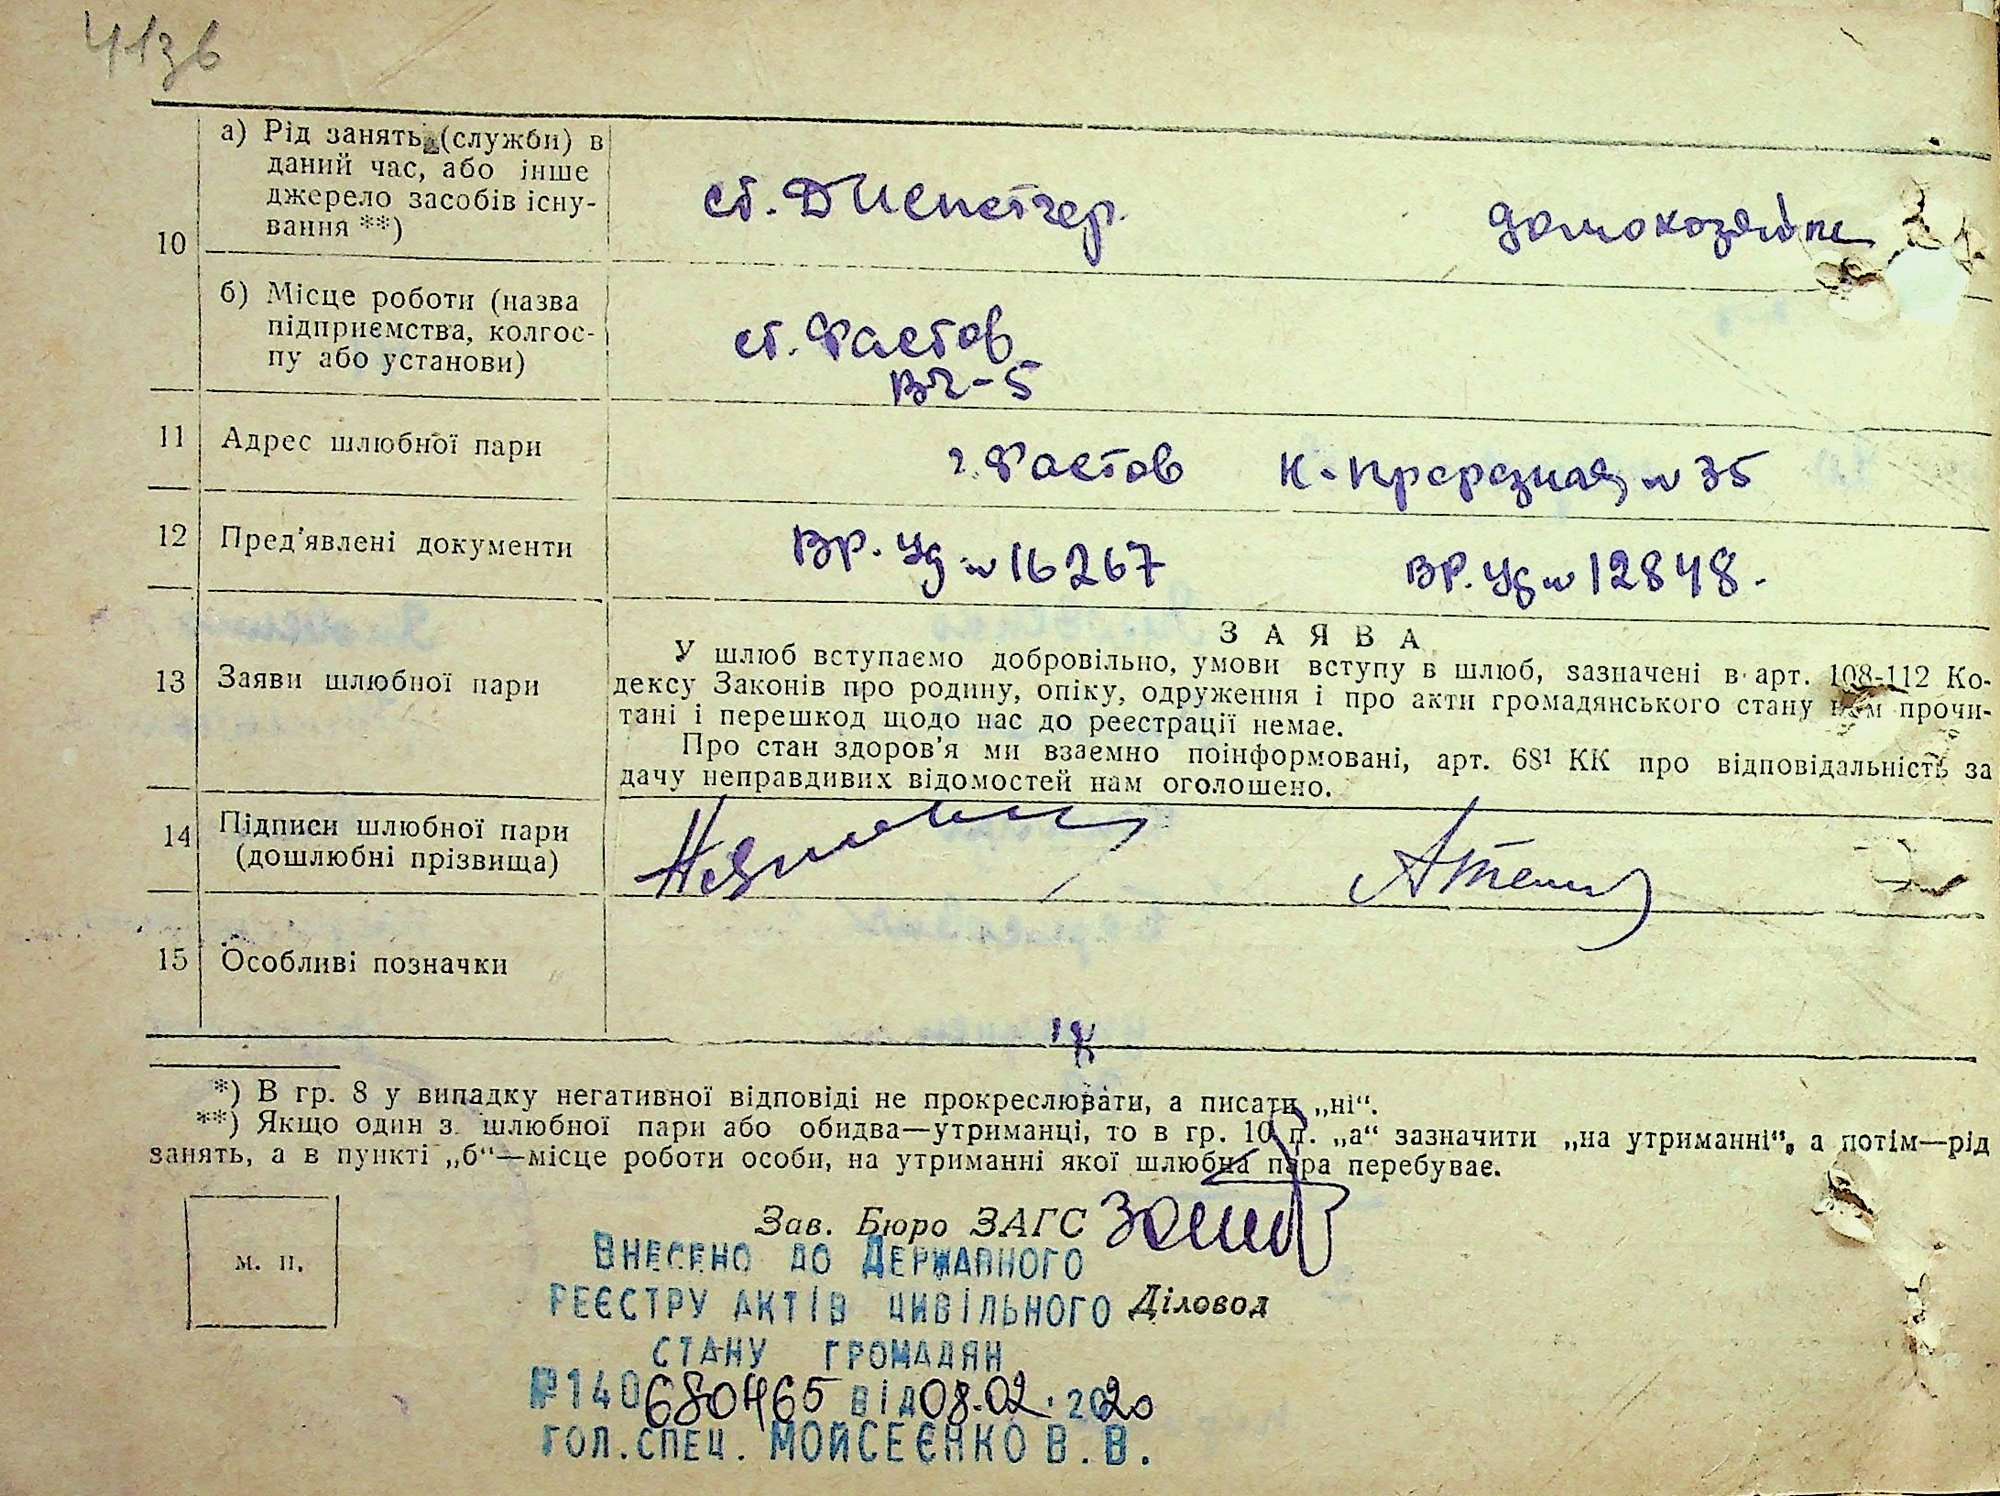 41зв
10
а) Рід занять (служби) в
даний час, або інше
джерело засобів існу-
вання **)
ст. Диспетчер.
домохозяйка
б) Місце роботи (назва
підприємства, колгос-
пу або установи)
ст. Фастов
ВЧ-5
11 Адрес шлюбної пари
г. Фастов К. Прорезная № 35
12 Пред'явлені документи
ВР. Уд № 16267 ВР. Уд № 12848.
13 Заяви шлюбної пари
ЗАЯВА
У шлюб вступаємо добровільно, умови вступу в шлюб, зазначені в арт. 108-112 Ко-
дексу Законів про родину, опіку, одруження і про акти громадянського стану нам прочи-
тані і перешкод щодо нас до реєстрації немає.
Про стан здоров'я ми взаємно поінформовані, арт. 68¹ КК про відповідальність за
дачу неправдивих відомостей нам оголошено.
14 Підписи шлюбної пари
(дошлюбні прізвища)
15 Особливі позначки
*) В гр. 8 у випадку негативної відповіді не прокреслювати, а писати „ні“.
**) Якщо один з шлюбної пари або обидва—утриманці, то в гр. 10 п. „а“ зазначити „на утриманні“, а потім—рід
занять, а в пункті „б“—місце роботи особи, на утриманні якої шлюбна пара перебуває.
м. п.
Зав. Бюро ЗАГС
Внесено до Державного
реєстру актів цивільного
Діловод
стану громадян
№140680465 від 08.02.2020
гол.спец. Мойсеєнко В.В.